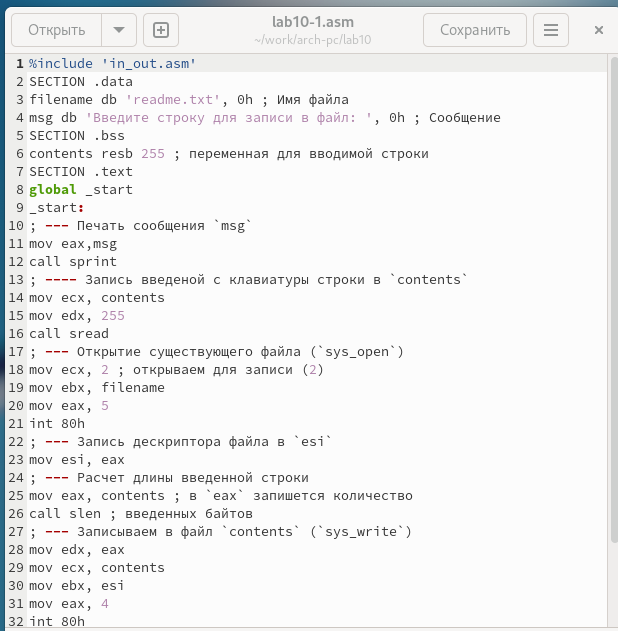 Открыть
lab10-1.asm
~/work/arch-pc/lab10
Сохранить
1 %include 'in_out.asm'
2 SECTION .data
3 filename db 'readme.txt', 0h ; Имя файла
4 msg db 'Введите строку для записи в файл: ', 0h ; Сообщение
5 SECTION .bss
6 contents resb 255 ; переменная для вводимой строки
7 SECTION .text
8 global _start
9 _start:
10 ; --- Печать сообщения `msg`
11 mov eax,msg
12 call sprint
13 ; ---- Запись введеной с клавиатуры строки в `contents`
14 mov ecx, contents
15 mov edx, 255
16 call sread
17 ; --- Открытие существующего файла (`sys_open`)
18 mov ecx, 2 ; открываем для записи (2)
19 mov ebx, filename
20 mov eax, 5
21 int 80h
22 ; --- Запись дескриптора файла в `esi`
23 mov esi, eax
24 ; --- Расчет длины введенной строки
25 mov eax, contents ; в `eax` запишется количество
26 call slen ; введенных байтов
27 ; --- Записываем в файл `contents` (`sys_write`)
28 mov edx, eax
29 mov ecx, contents
30 mov ebx, esi
31 mov eax, 4
32 int 80h